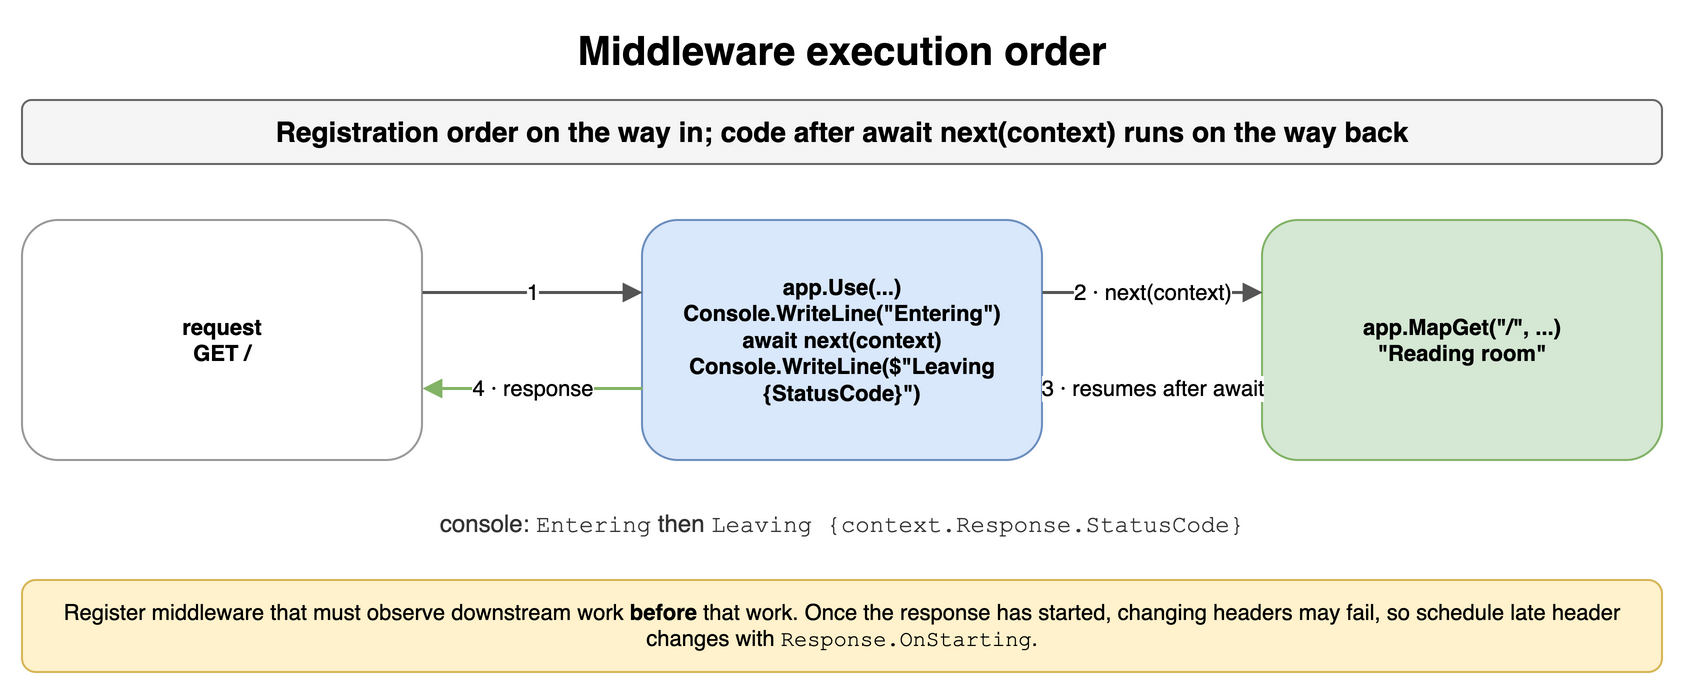 Middleware execution order
Registration order on the way in; code after await next(context) runs on the way back
request
GET /
1
4 · response
app.Use(...)
Console.WriteLine("Entering")
await next(context)
Console.WriteLine($"Leaving
{StatusCode}")
2 · next(context)
3 · resumes after await
app.MapGet("/", ...)
"Reading room"
console: Entering then Leaving {context.Response.StatusCode}
Register middleware that must observe downstream work before that work. Once the response has started, changing headers may fail, so schedule late header
changes with Response.OnStarting.